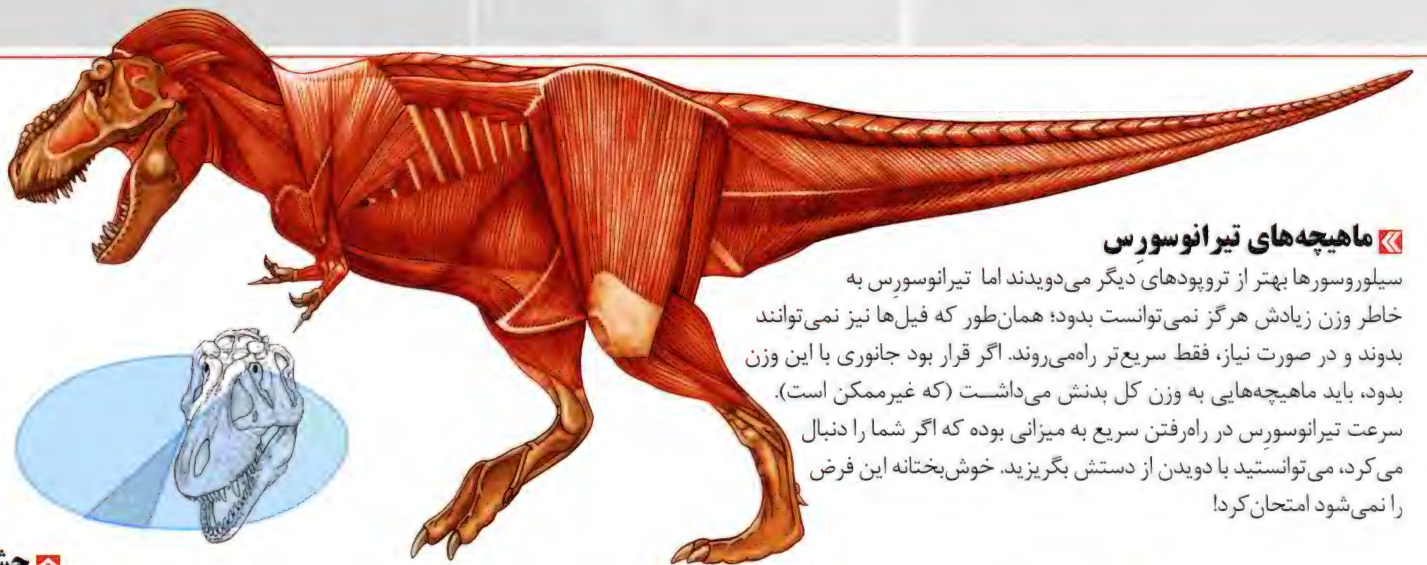 ماهیچه‌های تیرانوسورِس
سیلوروسورها بهتر از تروپودهای دیگر می‌دویدند اما تیرانوسورِس به
خاطر وزن زیادش هرگز نمی‌توانست بدود؛ همان‌طور که فیل‌ها نیز نمی‌توانند
بدوند و در صورت نیاز، فقط سریع‌تر راه‌می‌روند. اگر قرار بود جانوری با این وزن
بدود، باید ماهیچه‌هایی به وزن کل بدنش می‌داشت (که غیرممکن است).
سرعت تیرانوسورِس در راه‌رفتن سریع به میزانی بوده که اگر شما را دنبال
می‌کرد، می‌توانستید با دویدن از دستش بگریزید. خوش‌بختانه این فرض
را نمی‌شود امتحان‌کرد!